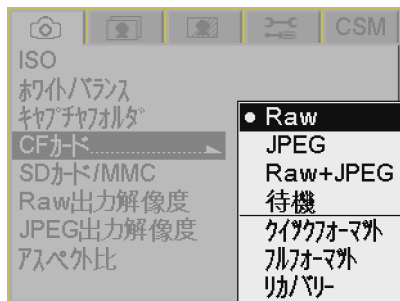 CSM
ISO
ホワイトバランス
キャプチャフォルダ
CFカード
SDカード/MMC
Raw出力解像度
JPEG出力解像度
アスペクト比
Raw
JPEG
Raw+JPEG
待機
クイックフォーマット
フルフォーマット
リカバリー